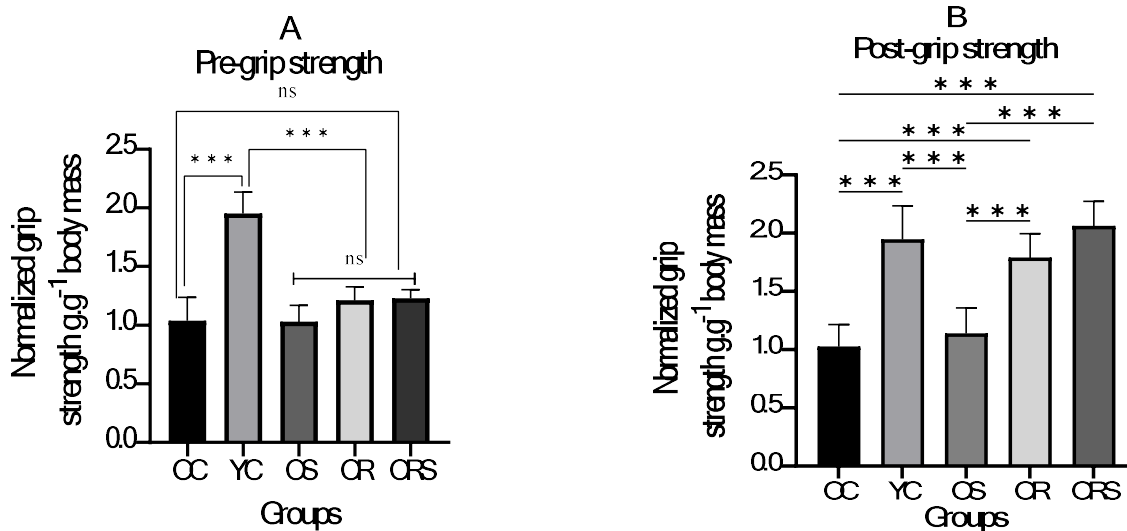 A
Pre-grip strength
ns
* * *
* * *
ns
2.5
2.0
1.5
1.0
0.5
0.0
Normalized grip
strength g.g-1 body mass
OC YC OS OR ORS
Groups
B
Post-grip strength
* * *
* * *
* * *
* * *
* * *
* * *
2.5
2.0
1.5
1.0
0.5
0.0
Normalized grip
strength g.g-1 body mass
OC YC OS OR ORS
Groups